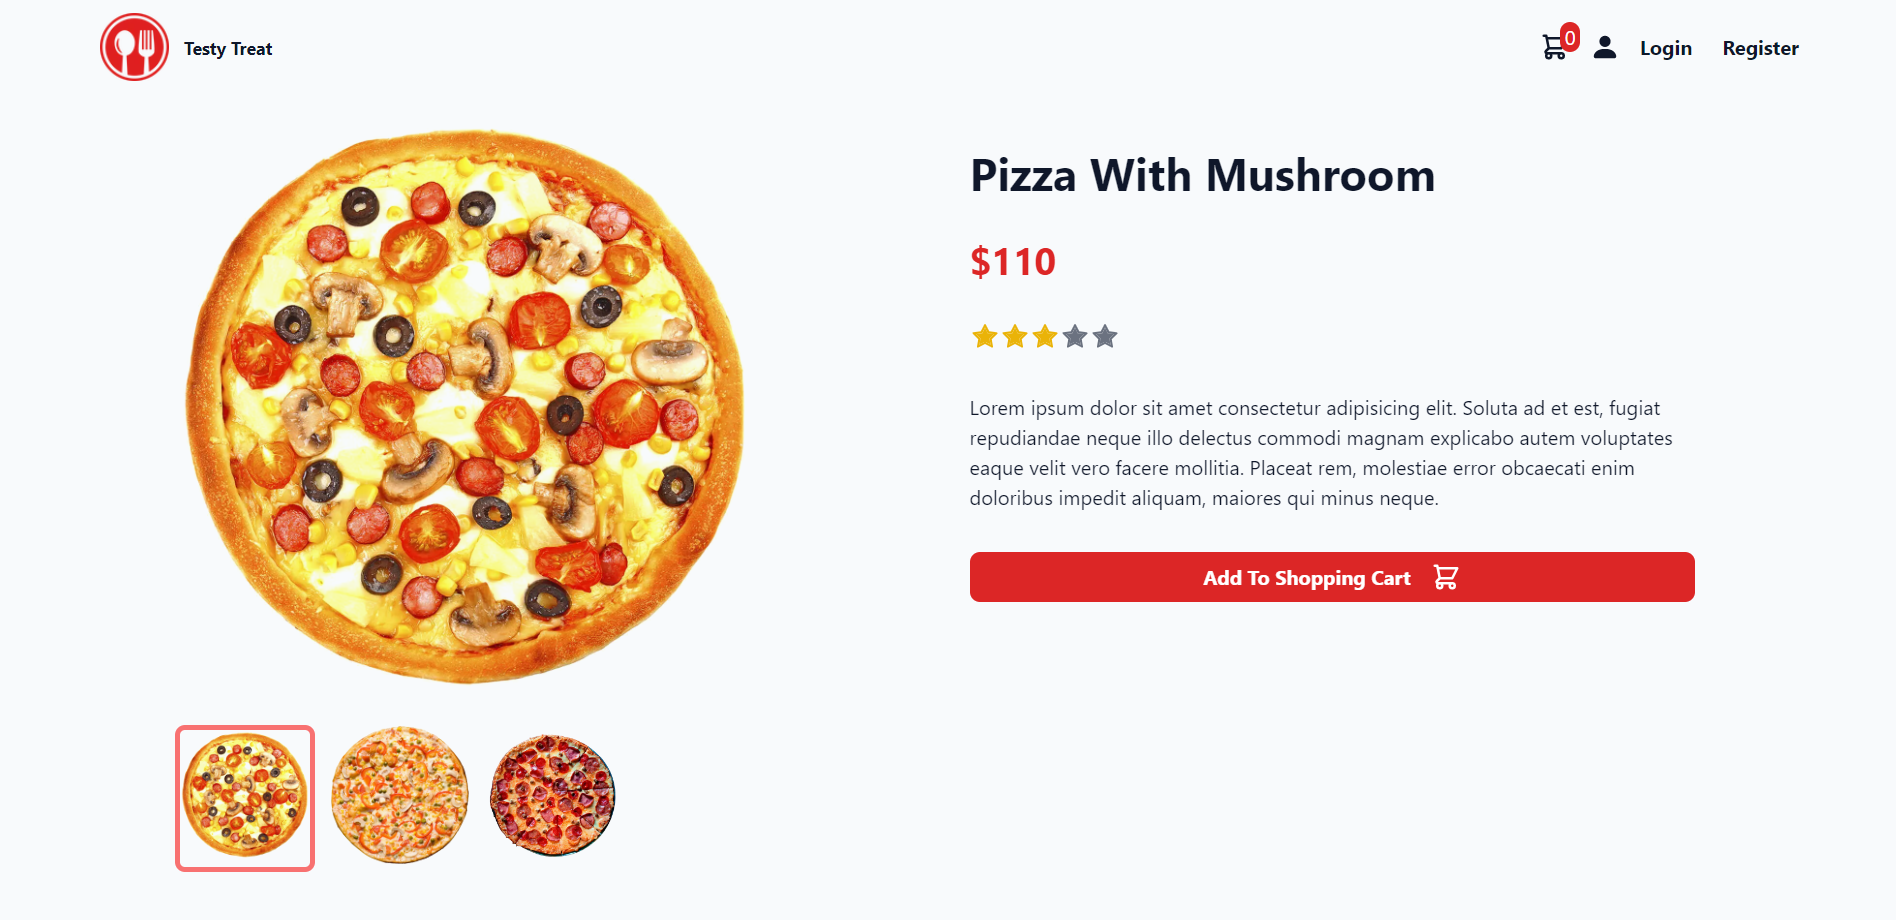 Testy Treat
0
Login
Register
Pizza With Mushroom
$110
Lorem ipsum dolor sit amet consectetur adipisicing elit. Soluta ad et est, fugiat
repudiandae neque illo delectus commodi magnam explicabo autem voluptates
eaque velit vero facere mollitia. Placeat rem, molestiae error obcaecati enim
doloribus impedit aliquam, maiores qui minus neque.
Add To Shopping Cart